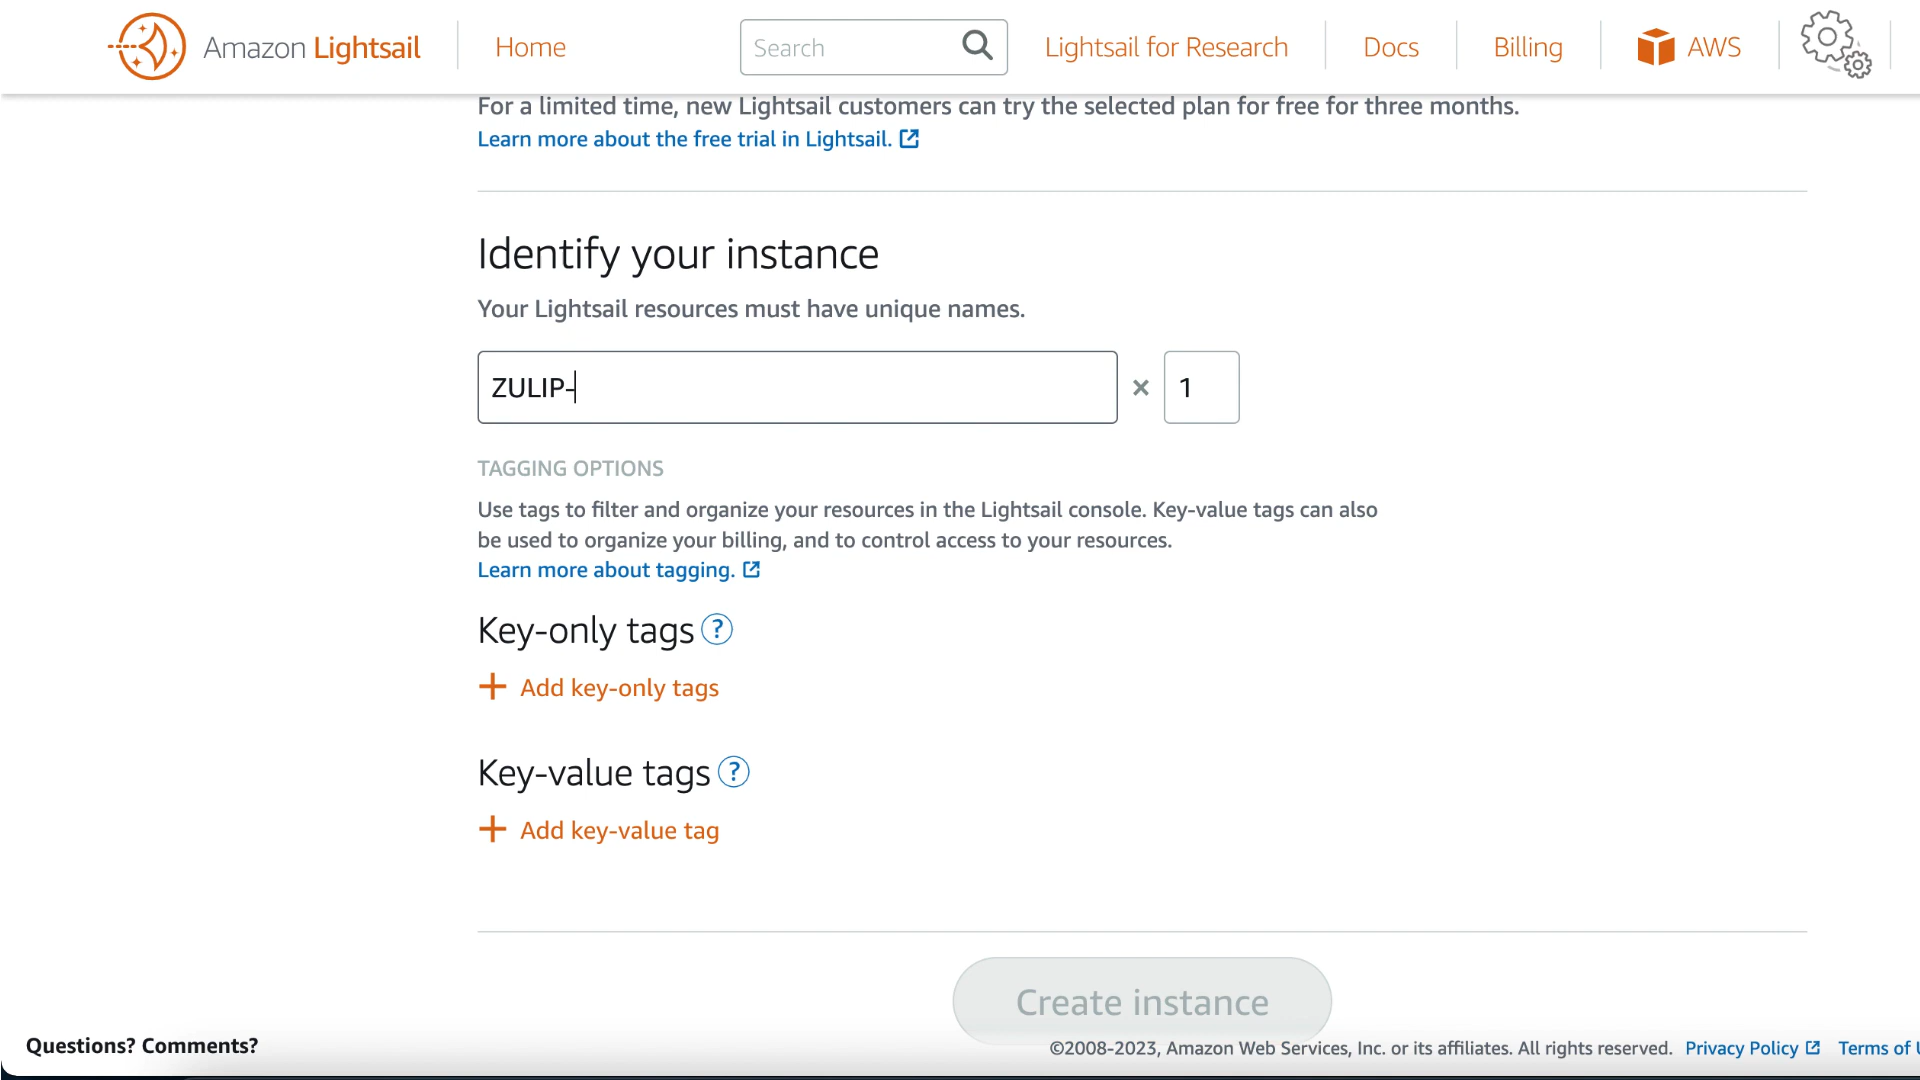 Amazon Lightsail
Home
Search
Lightsail for Research
Docs
Billing
AWS
For a limited time, new Lightsail customers can try the selected plan for free for three months.
Learn more about the free trial in Lightsail.
Identify your instance
Your Lightsail resources must have unique names.
ZULIP-
×
1
TAGGING OPTIONS
Use tags to filter and organize your resources in the Lightsail console. Key-value tags can also
be used to organize your billing, and to control access to your resources.
Learn more about tagging.
Key-only tags ?
+ Add key-only tags
Key-value tags ?
+ Add key-value tag
Create instance
Questions? Comments?
©2008-2023, Amazon Web Services, Inc. or its affiliates. All rights reserved.
Privacy Policy
Terms of